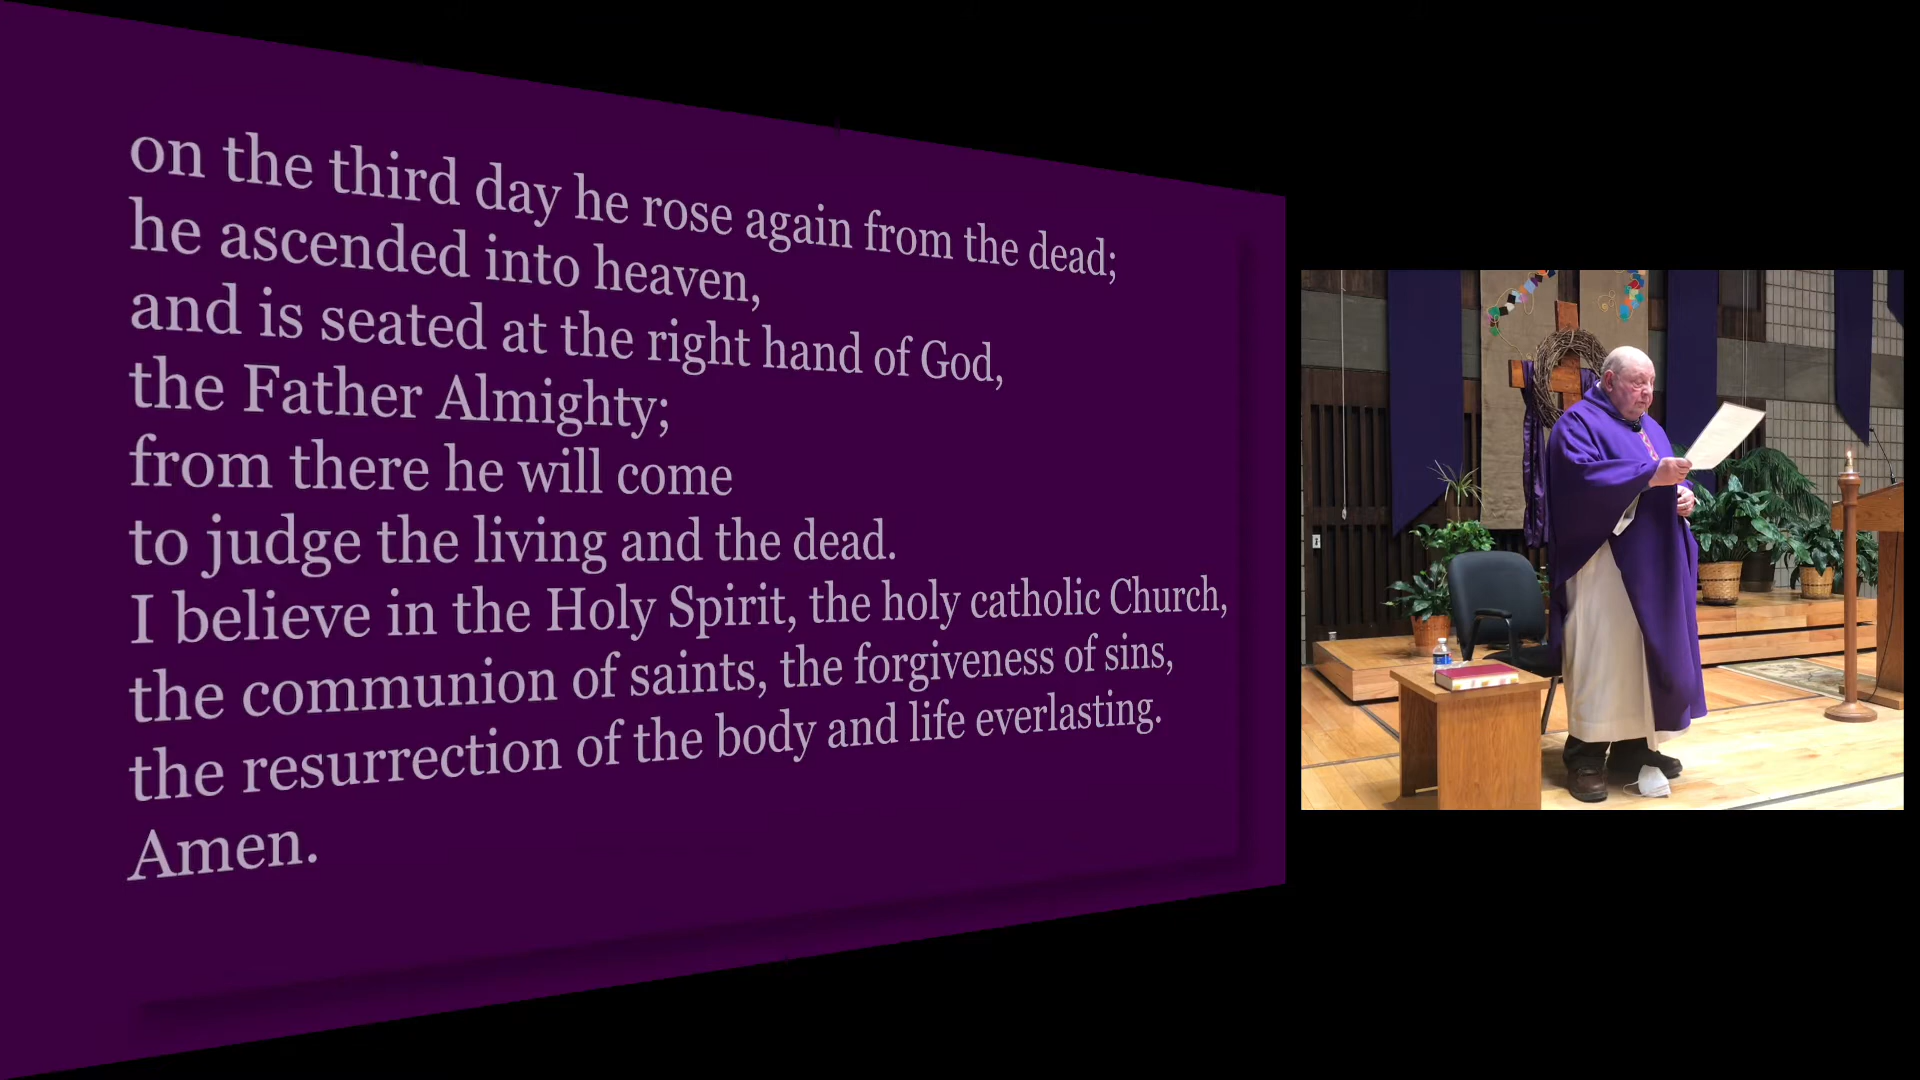 on the third day he rose again from the dead;
he ascended into heaven,
and is seated at the right hand of God,
the Father Almighty;
from there he will come
to judge the living and the dead.
I believe in the Holy Spirit, the holy catholic Church,
the communion of saints, the forgiveness of sins,
the resurrection of the body and life everlasting.
Amen.